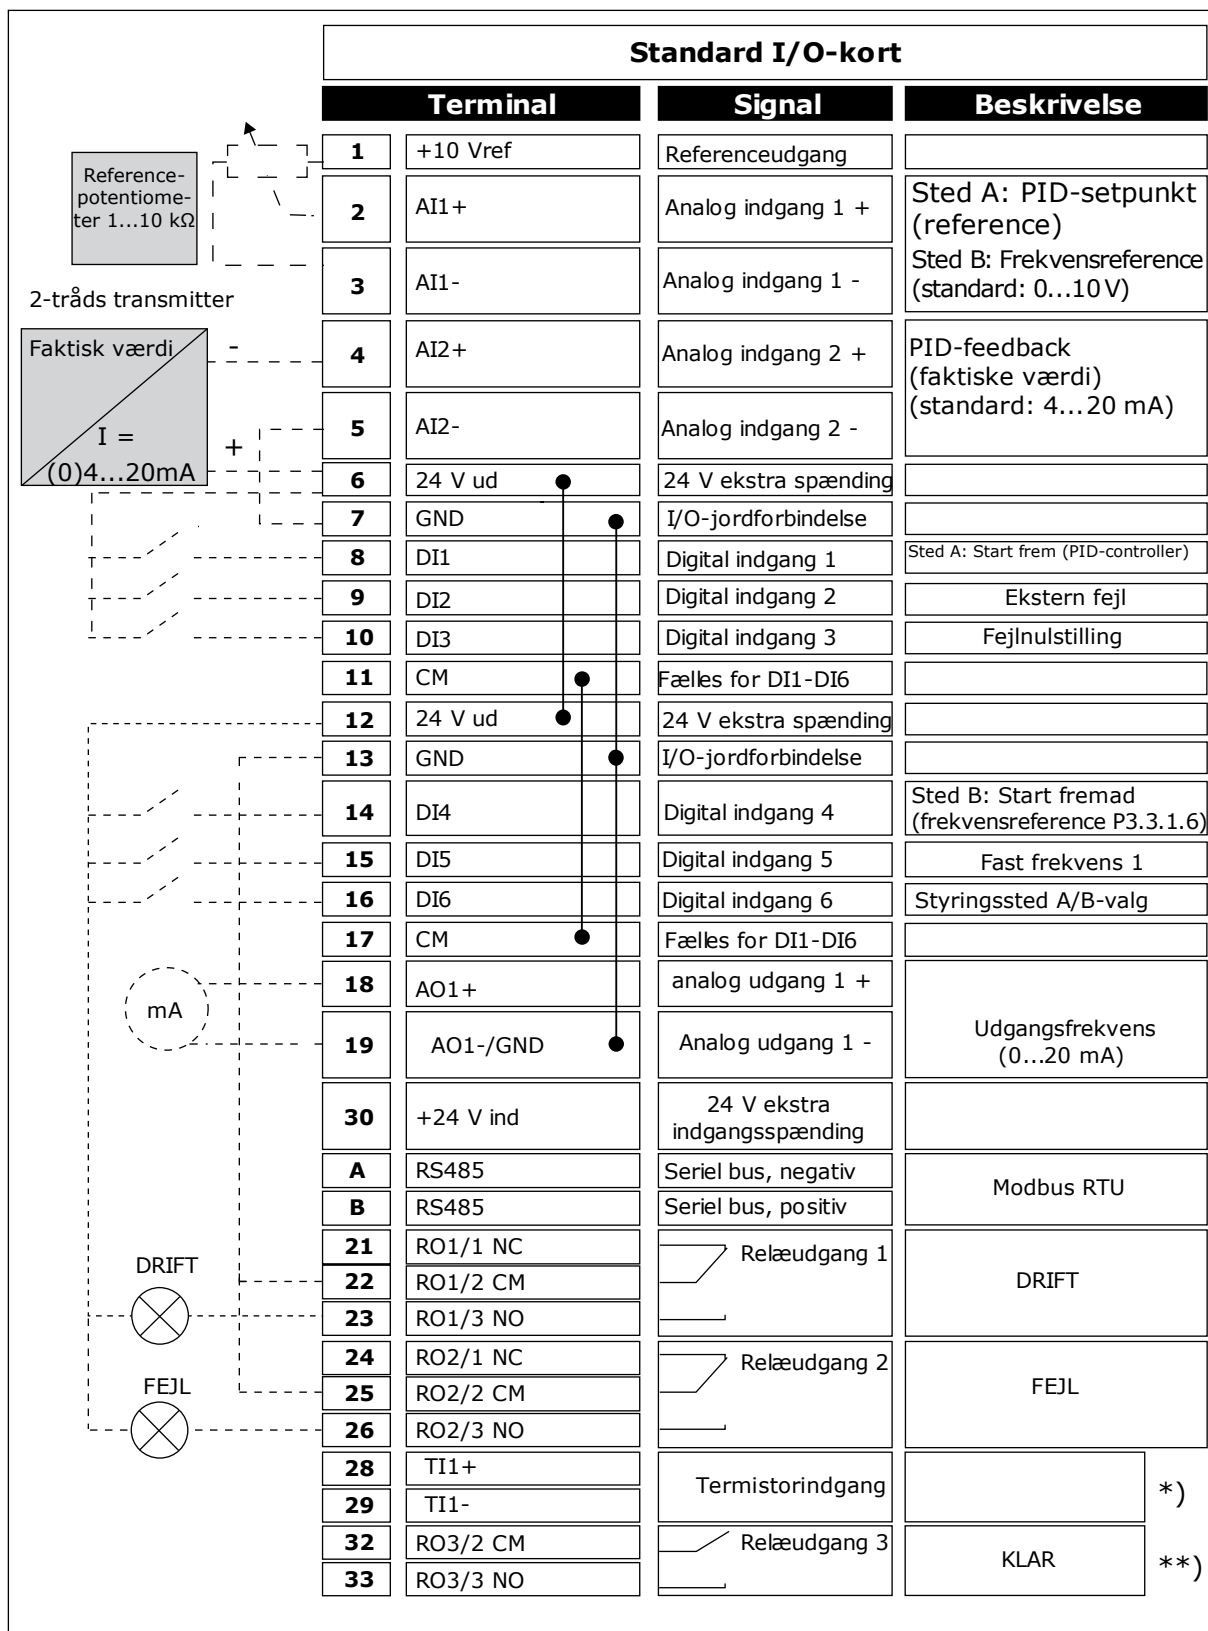 Standard I/O-kort
Terminal Signal Beskrivelse
Reference-
potentiome-
ter 1...10 kΩ
1 +10 Vref Referenceudgang
2 AI1+ Analog indgang 1 +
Sted A: PID-setpunkt
(reference)
Sted B: Frekvensreference
(standard: 0...10 V)
3 AI1- Analog indgang 1 -
2-tråds transmitter
Faktisk værdi
I =
(0)4...20mA
-
+
4 AI2+ Analog indgang 2 +
PID-feedback
(faktiske værdi)
(standard: 4...20 mA)
5 AI2- Analog indgang 2 -
6 24 V ud 24 V ekstra spænding
7 GND I/O-jordforbindelse
8 DI1 Digital indgang 1 Sted A: Start frem (PID-controller)
9 DI2 Digital indgang 2 Ekstern fejl
10 DI3 Digital indgang 3 Fejlnulstilling
11 CM Fælles for DI1-DI6
12 24 V ud 24 V ekstra spænding
13 GND I/O-jordforbindelse
14 DI4 Digital indgang 4
Sted B: Start fremad
(frekvensreference P3.3.1.6)
15 DI5 Digital indgang 5 Fast frekvens 1
16 DI6 Digital indgang 6 Styringssted A/B-valg
17 CM Fælles for DI1-DI6
mA
18 AO1+ analog udgang 1 +
19 AO1-/GND Analog udgang 1 -
Udgangsfrekvens
(0...20 mA)
30 +24 V ind
24 V ekstra
indgangsspænding
A RS485 Seriel bus, negativ
Modbus RTU
B RS485 Seriel bus, positiv
DRIFT
21 RO1/1 NC Relæudgang 1
22 RO1/2 CM DRIFT
23 RO1/3 NO
24 RO2/1 NC Relæudgang 2
FEJL
25 RO2/2 CM FEJL
26 RO2/3 NO
28 TI1+
Termistorindgang *)
29 TI1-
32 RO3/2 CM Relæudgang 3
KLAR **)
33 RO3/3 NO